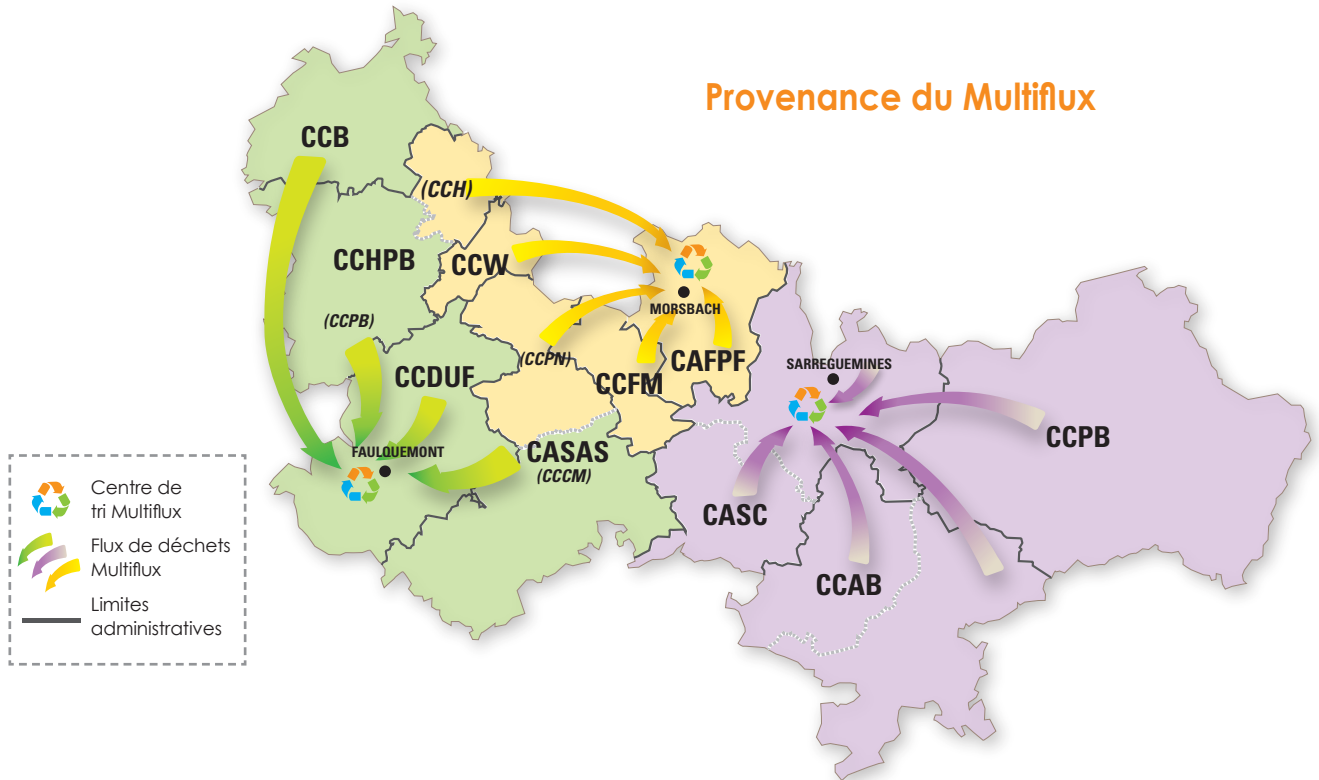 Provenance du Multiflux
CCB
(CCH)
CCHPB
CCW
MORSBACH
(CCPB)
(CCPN)
CAFPF
CCDUF
CCFM
SARREGUEMINES
CCPB
FAULQUEMONT
CASAS
(CCCM)
CASC
CCAB
Centre de
tri Multiflux
Flux de déchets
Multiflux
Limites
administratives